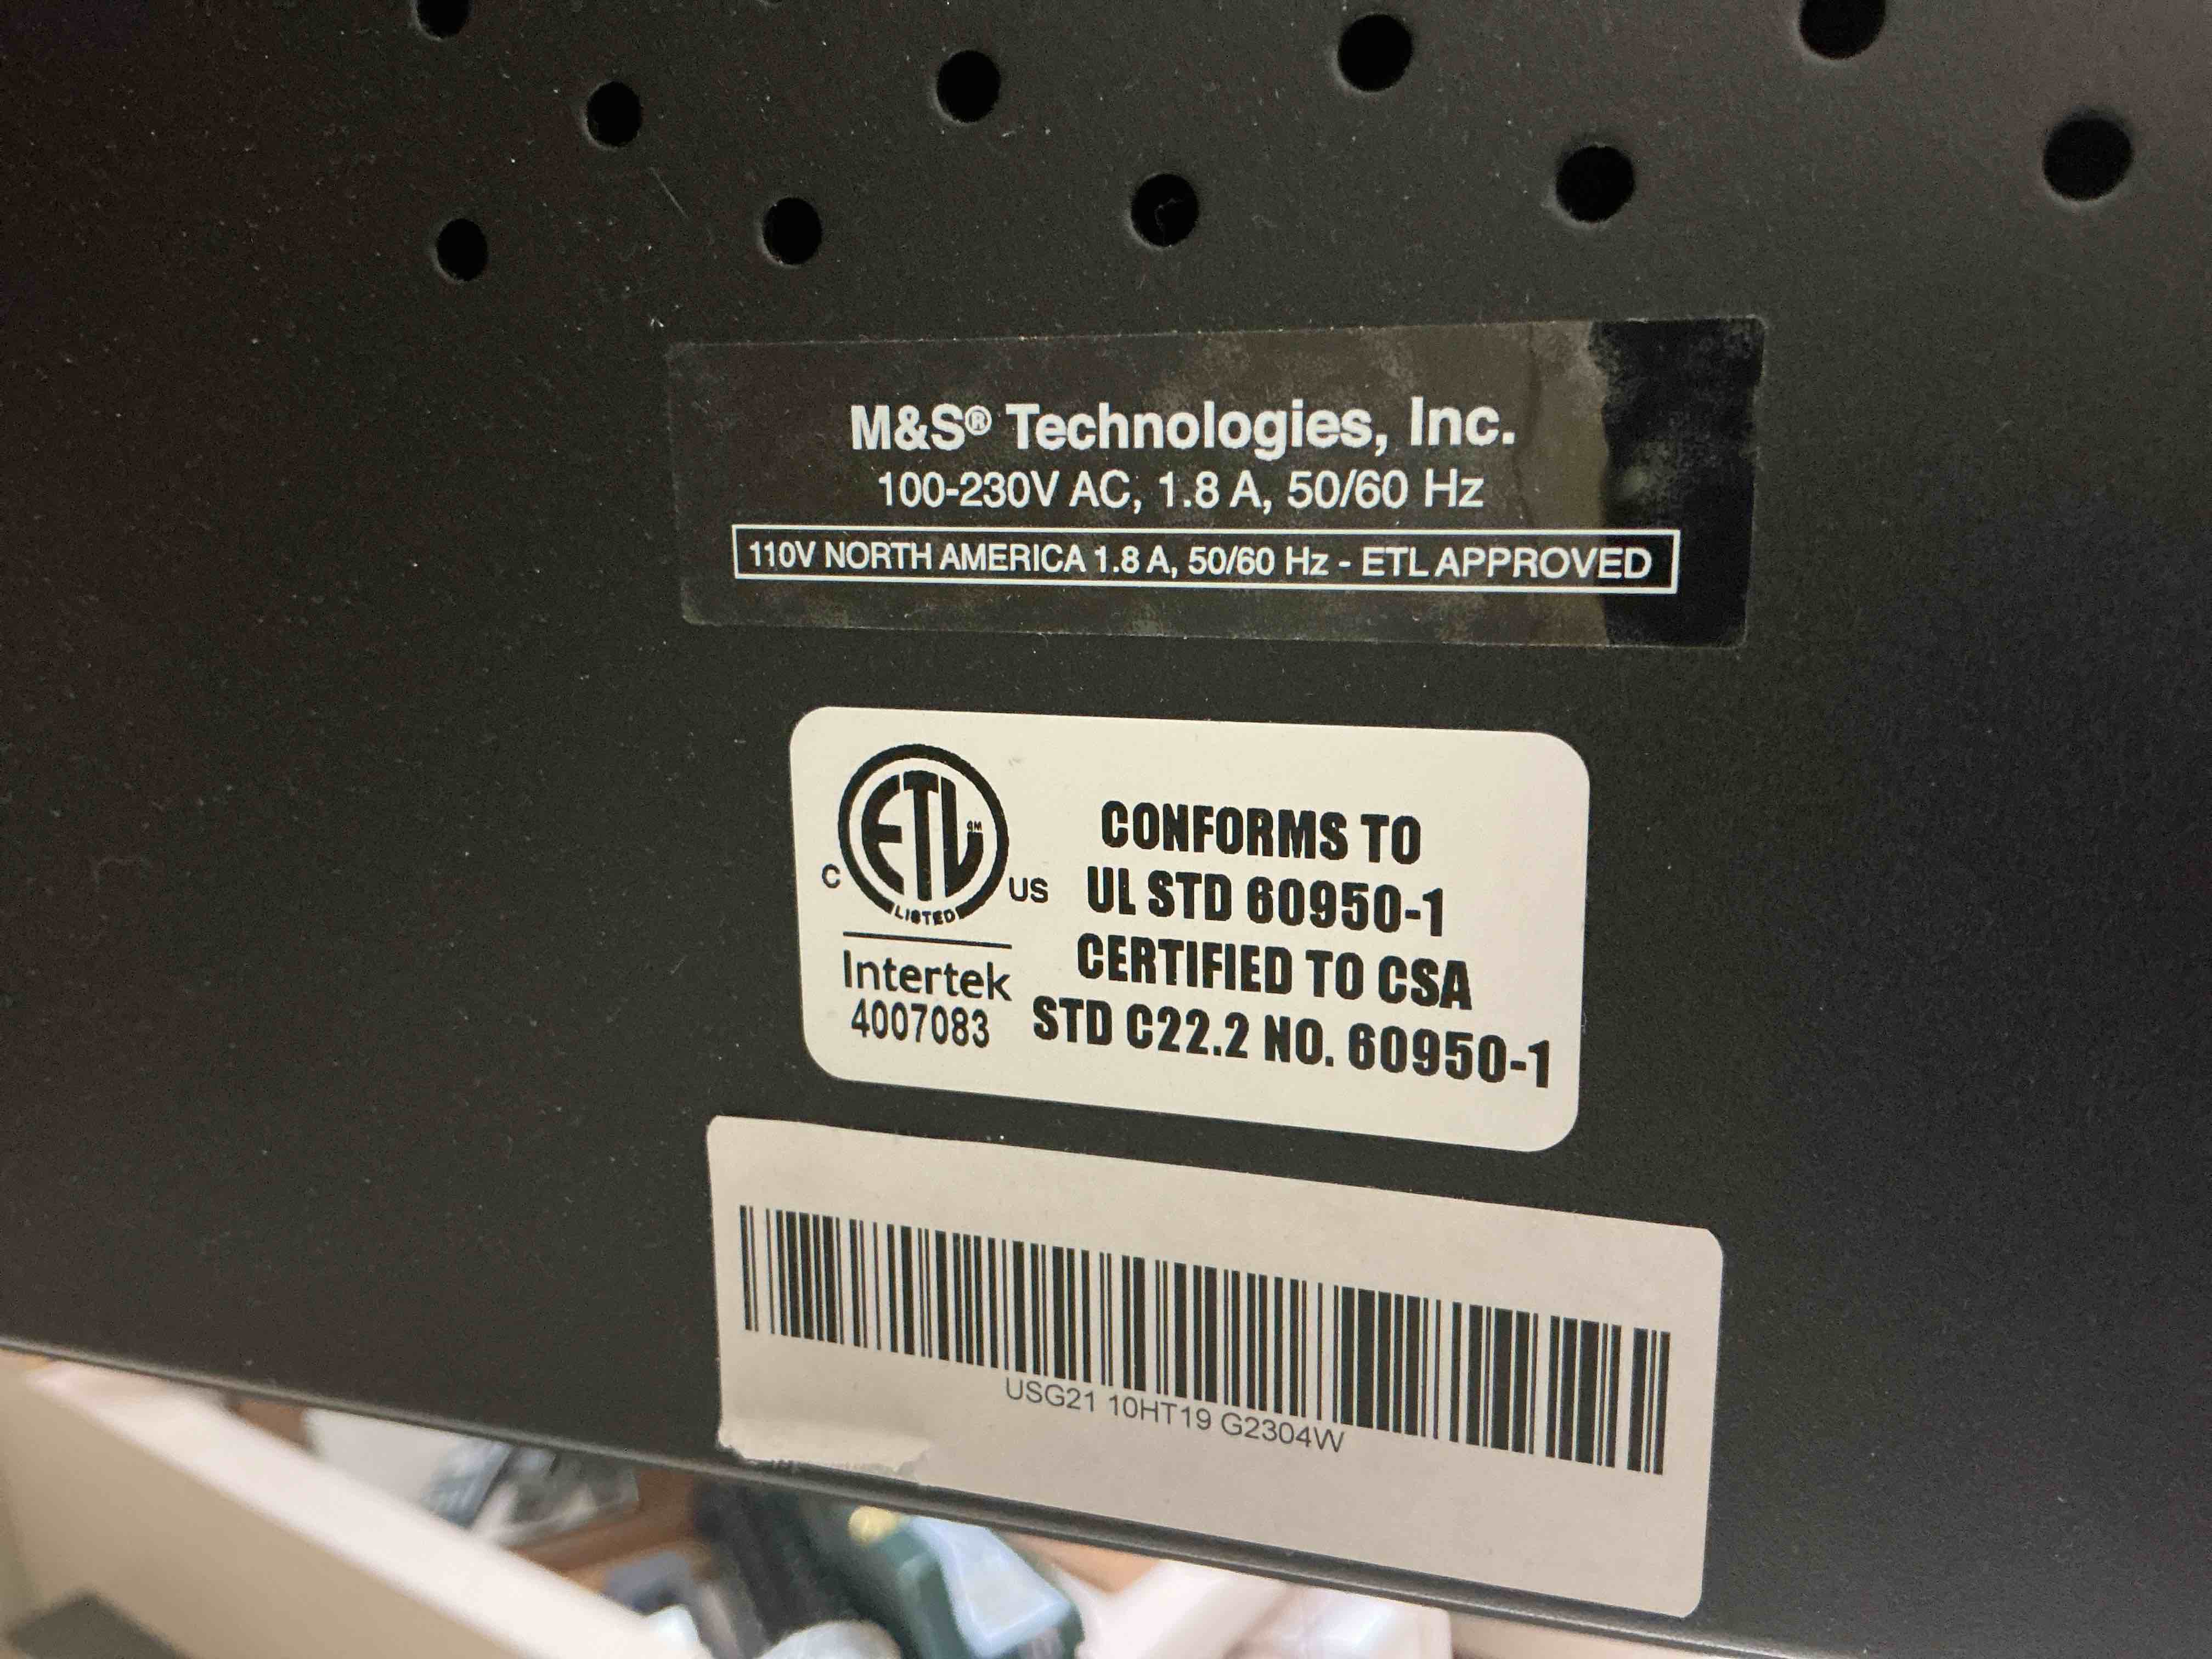 M&S® Technologies, Inc.
100-230V AC, 1.8 A, 50/60 Hz
110V NORTH AMERICA 1.8 A, 50/60 Hz - ETL APPROVED
ETL SM
C US
LISTED
Intertek
4007083
CONFORMS TO
UL STD 60950-1
CERTIFIED TO CSA
STD C22.2 NO. 60950-1
USG21 10HT19 G2304W